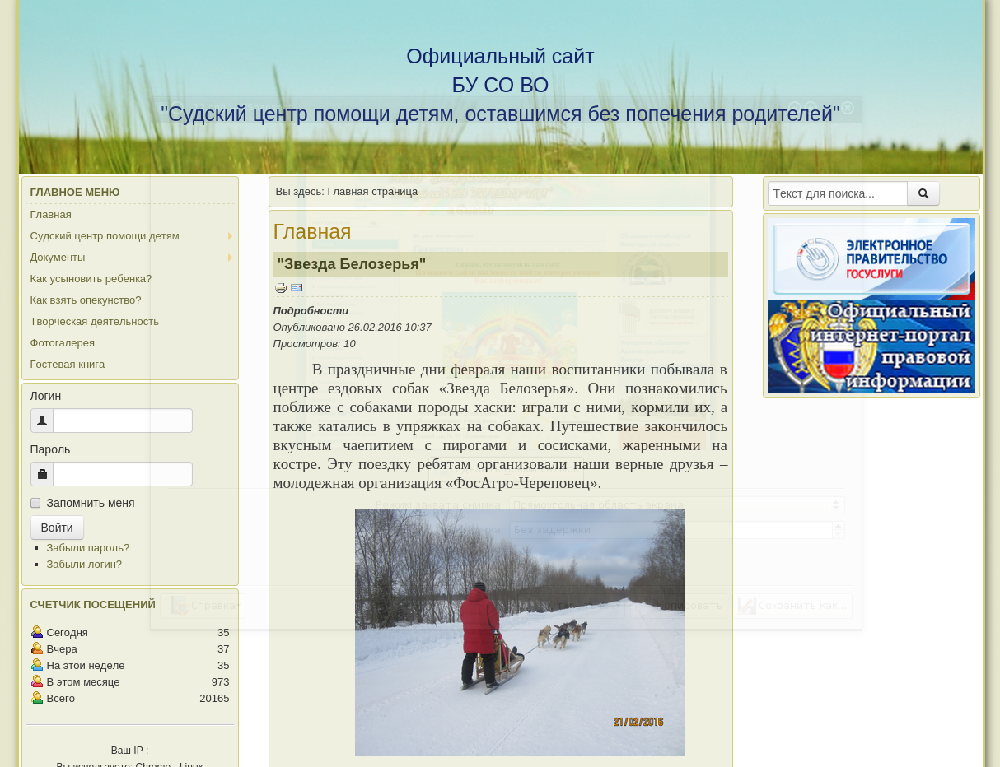 Официальный сайт
БУ СО ВО
"Судский центр помощи детям, оставшимся без попечения родителей"
ГЛАВНОЕ МЕНЮ
Главная
Судский центр помощи детям
Документы
Как усыновить ребенка?
Как взять опекунство?
Творческая деятельность
Фотогалерея
Гостевая книга
Логин
Пароль
Запомнить меня
Войти
Забыли пароль?
Забыли логин?
СЧЕТЧИК ПОСЕЩЕНИЙ
Сегодня 35
Вчера 37
На этой неделе 35
В этом месяце 973
Всего 20165
Ваш IP :
Вы используете: Chrome - Linux
Вы здесь: Главная страница
Главная
"Звезда Белозерья"
Подробности
Опубликовано 26.02.2016 10:37
Просмотров: 10
В праздничные дни февраля наши воспитанники побывала в
центре ездовых собак «Звезда Белозерья». Они познакомились
поближе с собаками породы хаски: играли с ними, кормили их, а
также катались в упряжках на собаках. Путешествие закончилось
вкусным чаепитием с пирогами и сосисками, жаренными на
костре. Эту поездку ребятам организовали наши верные друзья –
молодежная организация «ФосАгро-Череповец».
Режим захвата снимка: Прямоугольная область экрана
Без задержки
Справка
Копировать
Сохранить как...
21/02/2016
Текст для поиска...
ЭЛЕКТРОННОЕ
ПРАВИТЕЛЬСТВО
ГОСУСЛУГИ
Официальный
интернет-портал
правовой
информации